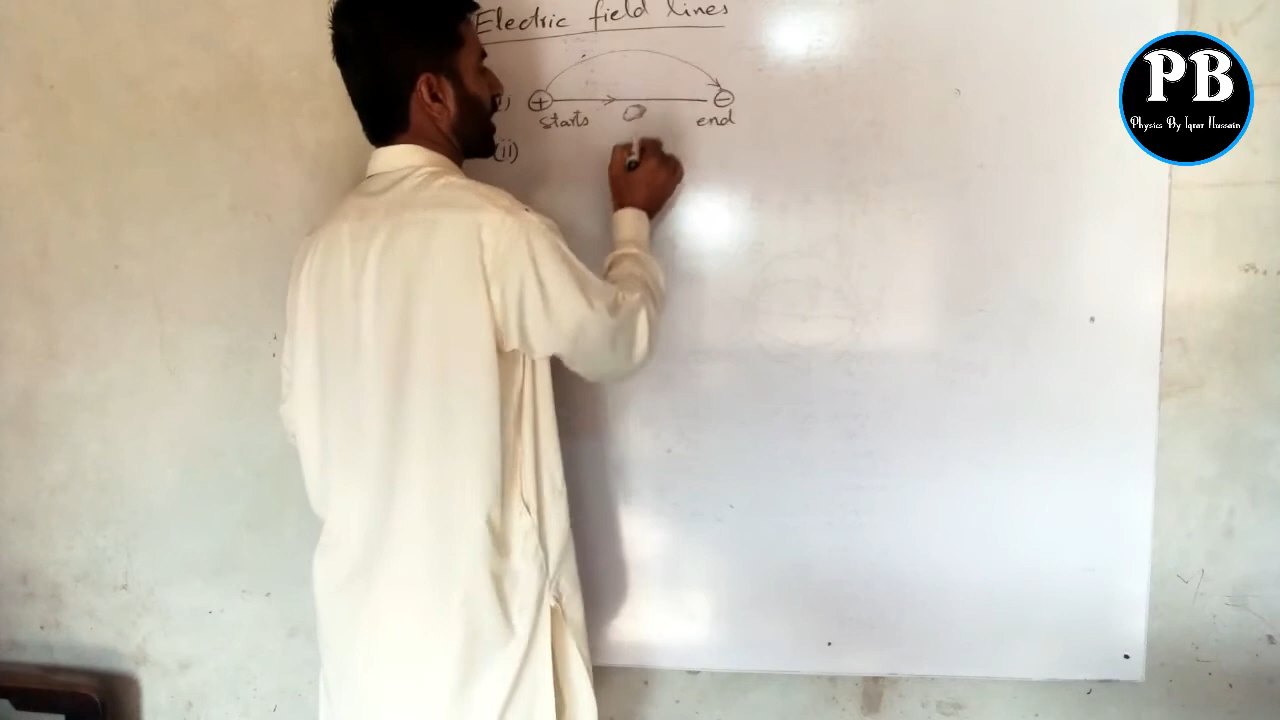 Electric field lines
i)
+
-
starts
end
(ii)
PB
Physics By Iqrar Hussain